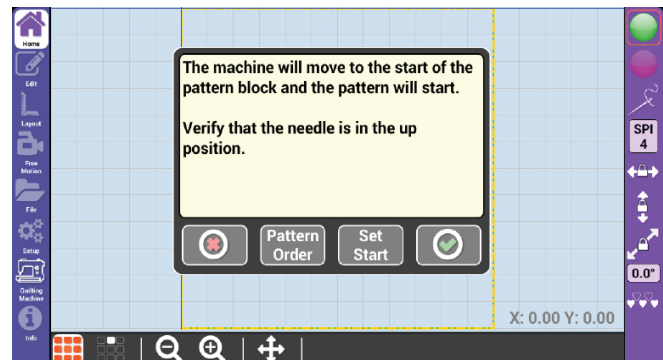 Home
Edit
Layout
Free
Motion
File
Setup
Quilting
Machine
Info
The machine will move to the start of the
pattern block and the pattern will start.
Verify that the needle is in the up
position.
Pattern
Order
Set
Start
X: 0.00 Y: 0.00
SPI
4
0.0°